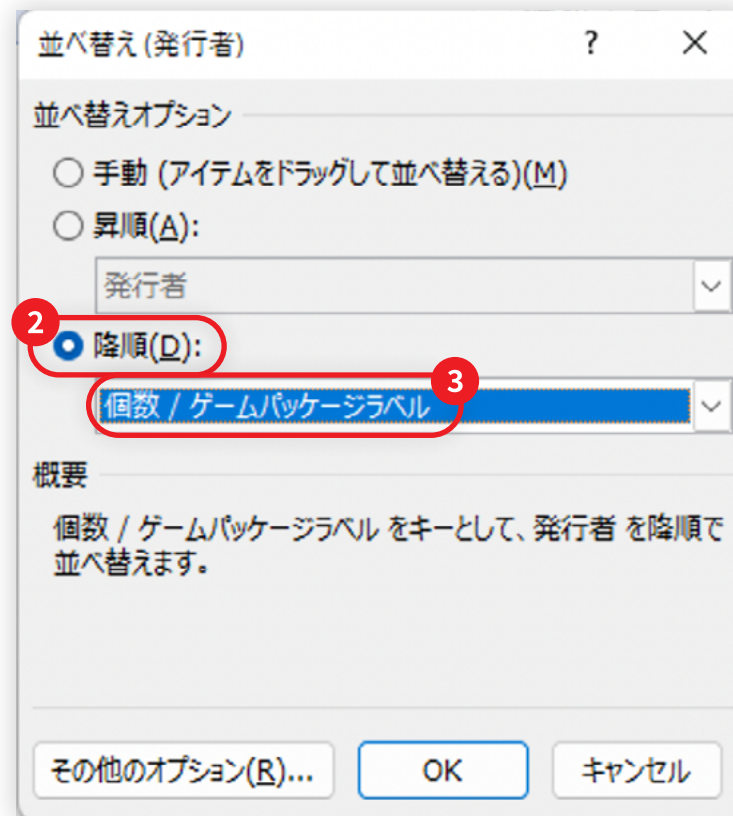 並べ替え (発行者)
?
並べ替えオプション
手動 (アイテムをドラッグして並べ替える)(M)
昇順(A):
発行者
2
降順(D):
3
個数 / ゲームパッケージラベル
概要
個数 / ゲームパッケージラベル をキーとして、発行者 を降順で
並べ替えます。
その他のオプション(R)...
OK
キャンセル